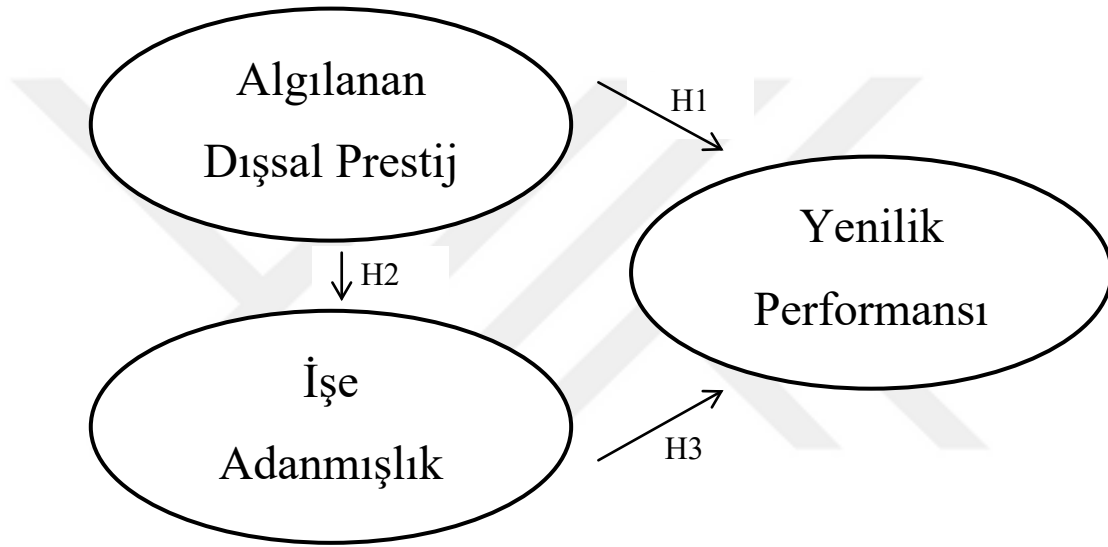 Algılanan
Dışsal Prestij
H1
Yenilik
Performansı
H2
İşe
Adanmışlık
H3